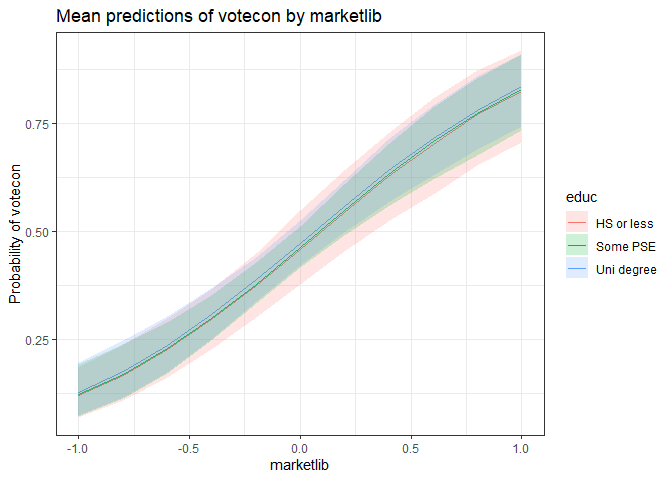 Mean predictions of votecon by marketlib
Probability of votecon
0.75
0.50
0.25
-1.0
-0.5
0.0
0.5
1.0
marketlib
educ
HS or less
Some PSE
Uni degree